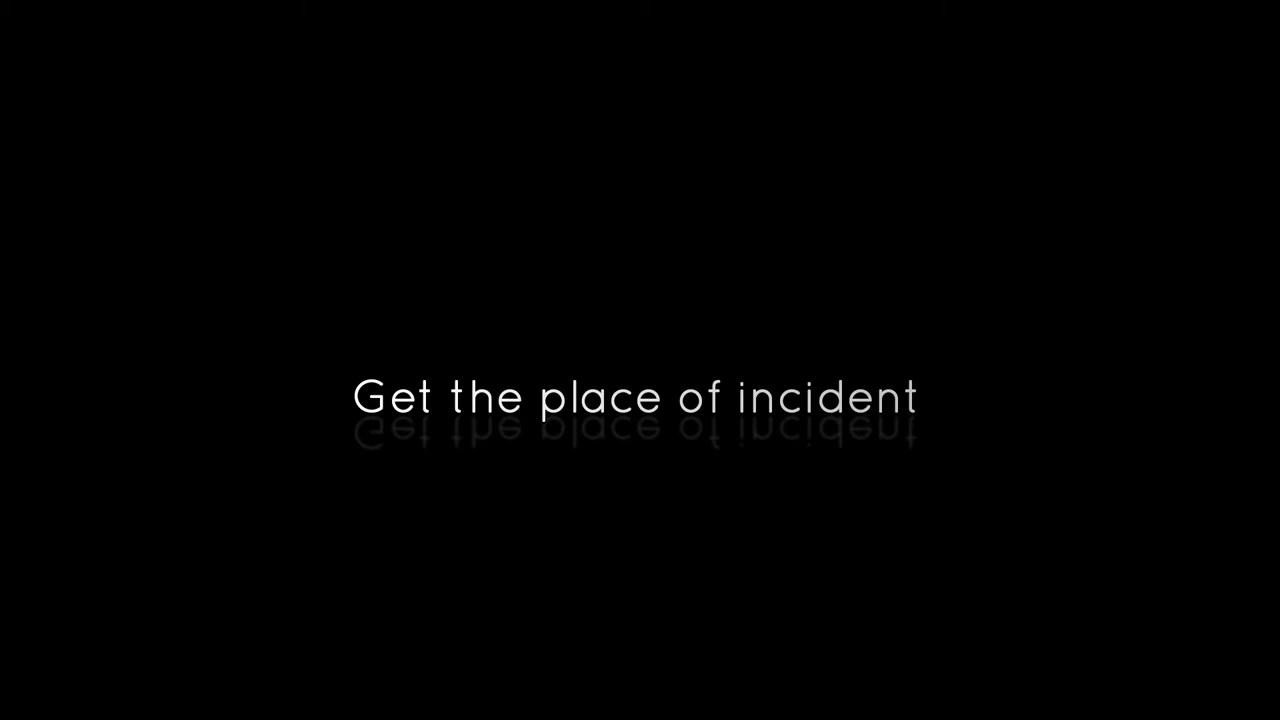 Get the place of incident